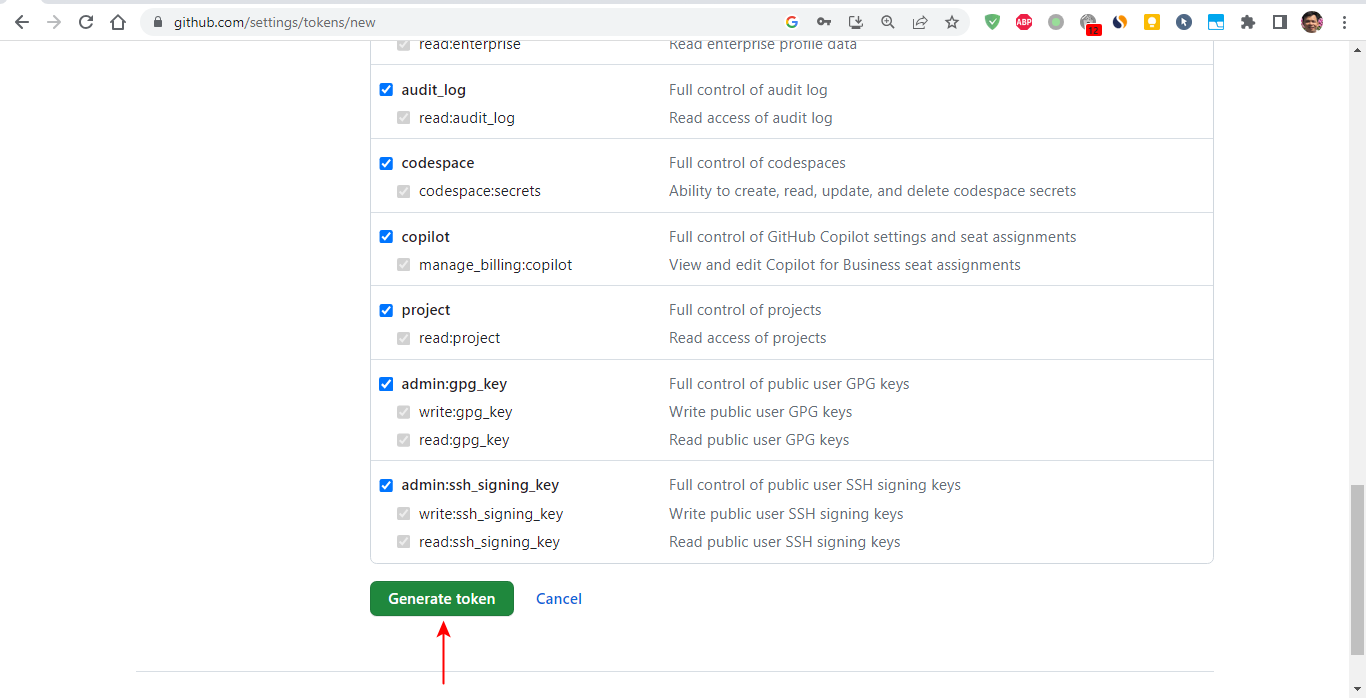 github.com/settings/tokens/new
ABP
12
read:enterprise Read enterprise profile data
audit_log Full control of audit log
read:audit_log Read access of audit log
codespace Full control of codespaces
codespace:secrets Ability to create, read, update, and delete codespace secrets
copilot Full control of GitHub Copilot settings and seat assignments
manage_billing:copilot View and edit Copilot for Business seat assignments
project Full control of projects
read:project Read access of projects
admin:gpg_key Full control of public user GPG keys
write:gpg_key Write public user GPG keys
read:gpg_key Read public user GPG keys
admin:ssh_signing_key Full control of public user SSH signing keys
write:ssh_signing_key Write public user SSH signing keys
read:ssh_signing_key Read public user SSH signing keys
Generate token Cancel